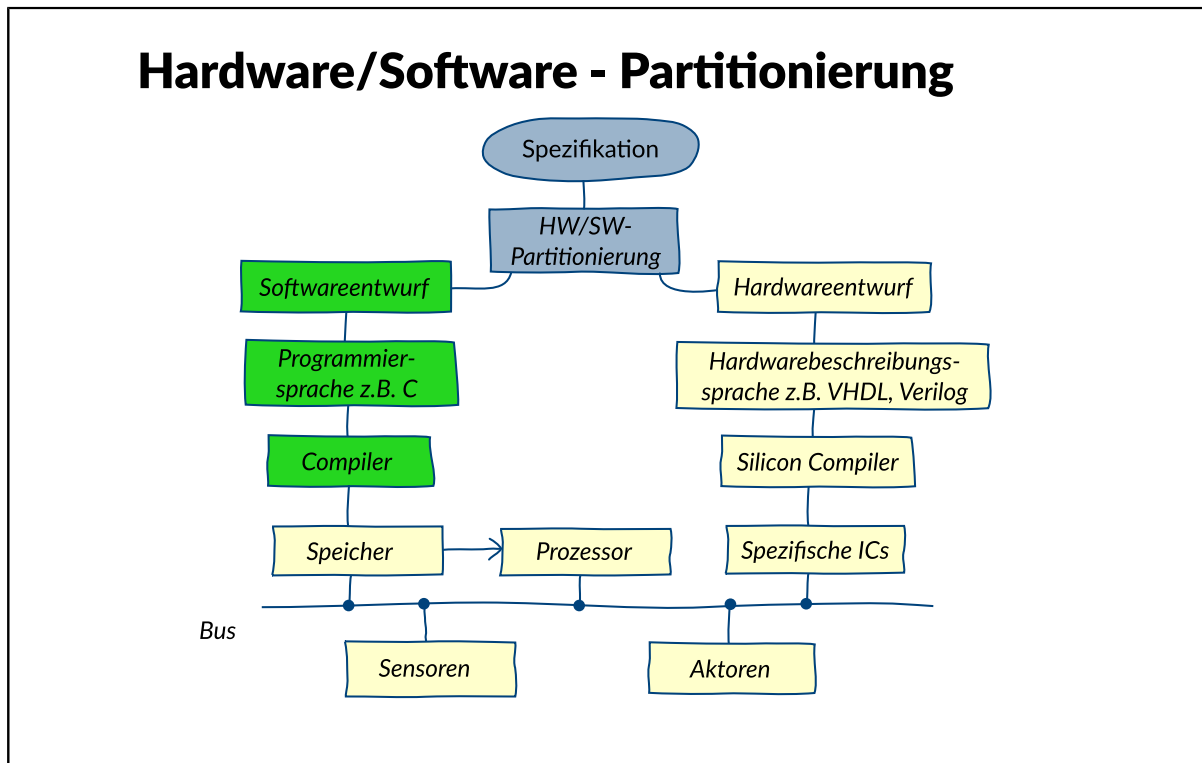 Hardware/Software - Partitionierung
Spezifikation
HW/SW-
Partitionierung
Softwareentwurf
Hardwareentwurf
Programmier-
sprache z.B. C
Hardwarebeschreibungs-
sprache z.B. VHDL, Verilog
Compiler
Silicon Compiler
Speicher
Prozessor
Spezifische ICs
Bus
Sensoren
Aktoren